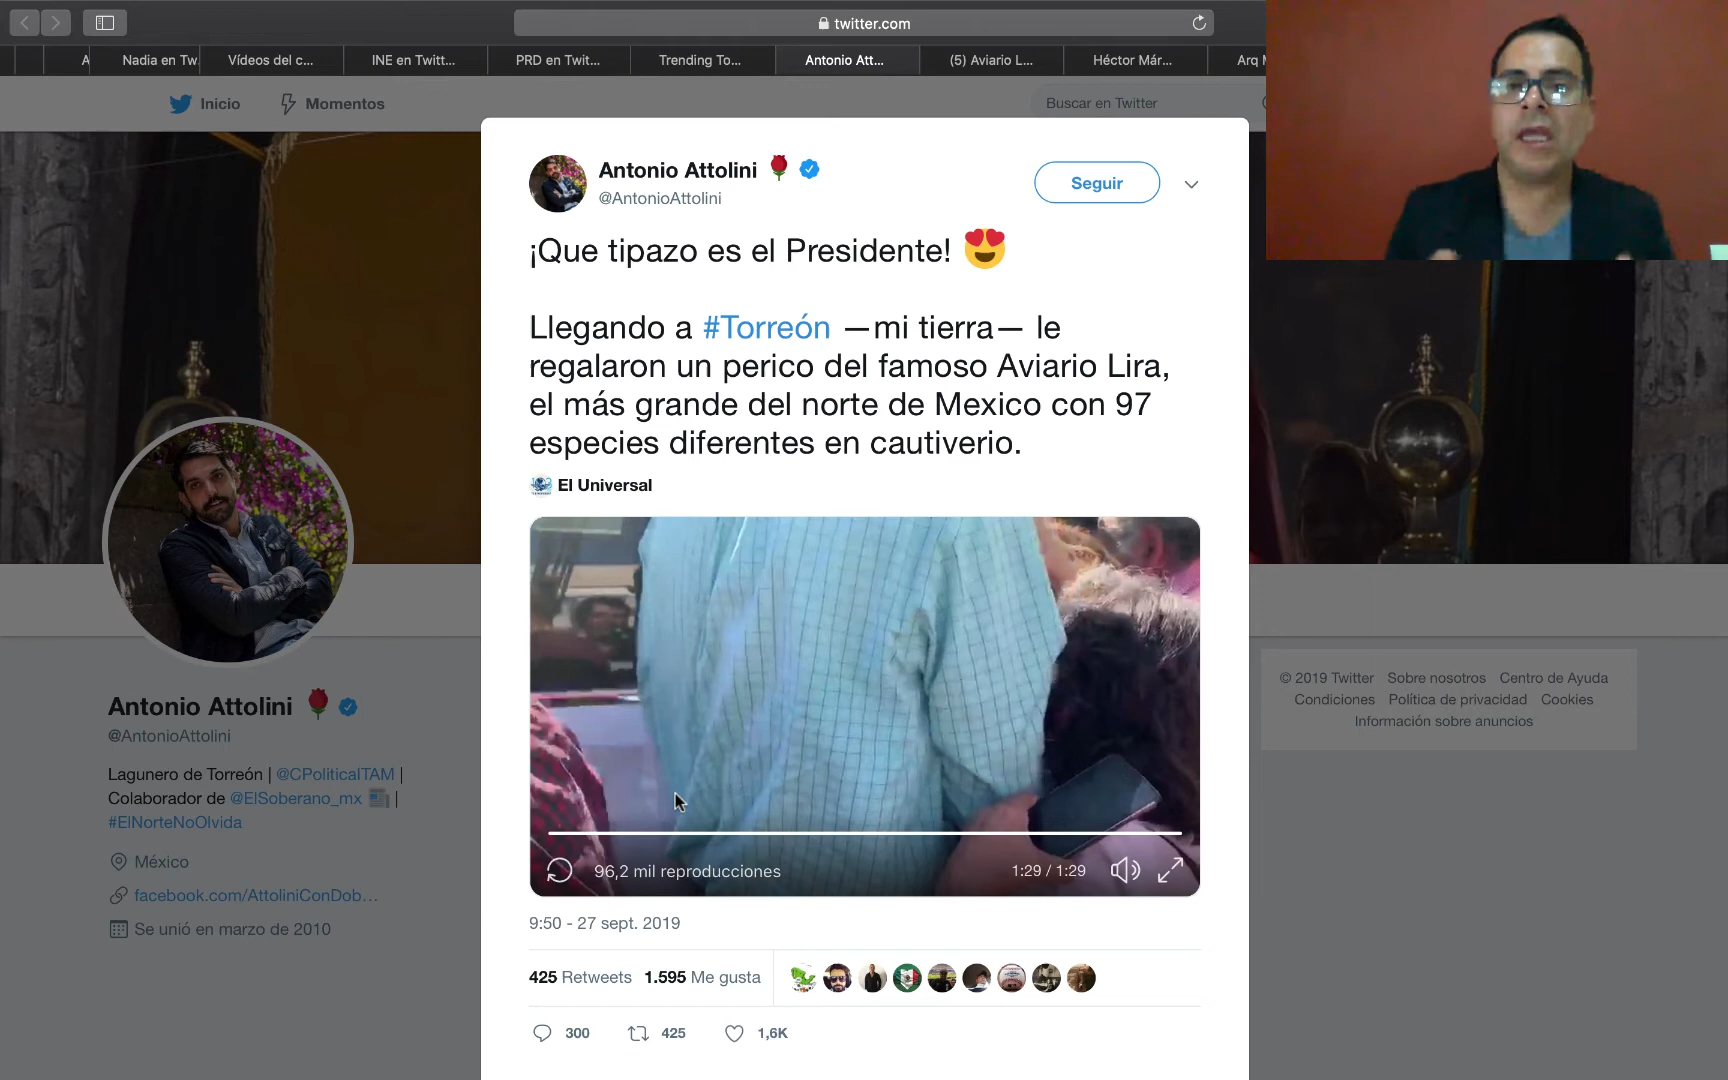 twitter.com
A
Nadia en Tw
Vídeos del c...
INE en Twitt...
PRD en Twit...
Trending To...
Antonio Att...
(5) Aviario L...
Héctor Már...
Arq
Inicio
Momentos
Buscar en Twitter
Antonio Attolini
@AntonioAttolini
Seguir
¡Que tipazo es el Presidente! 😍
Llegando a #Torreón —mi tierra— le
regalaron un perico del famoso Aviario Lira,
el más grande del norte de Mexico con 97
especies diferentes en cautiverio.
El Universal
96,2 mil reproducciones
1:29 / 1:29
9:50 - 27 sept. 2019
425 Retweets 1.595 Me gusta
300 425 1,6K
Antonio Attolini
@AntonioAttolini
Lagunero de Torreón | @CPoliticaITAM |
Colaborador de @ElSoberano_mx 📰 |
#ElNorteNoOlvida
México
facebook.com/AttoliniConDob…
Se unió en marzo de 2010
© 2019 Twitter Sobre nosotros Centro de Ayuda
Condiciones Política de privacidad Cookies
Información sobre anuncios